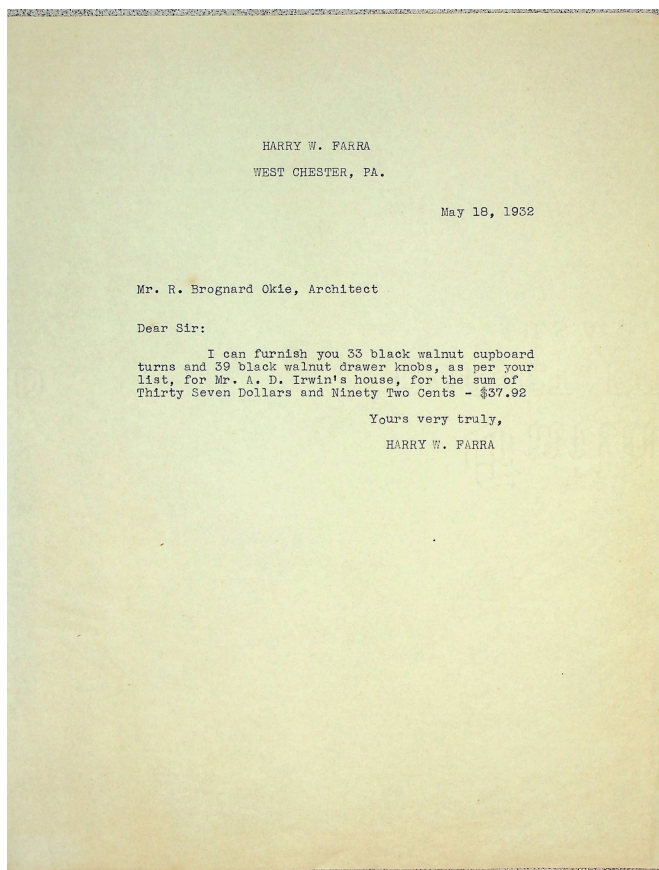 HARRY W. FARRA
WEST CHESTER, PA.
May 18, 1932
Mr. R. Brognard Okie, Architect
Dear Sir:
I can furnish you 33 black walnut cupboard
turns and 39 black walnut drawer knobs, as per your
list, for Mr. A. D. Irwin's house, for the sum of
Thirty Seven Dollars and Ninety Two Cents - $37.92
Yours very truly,
HARRY W. FARRA